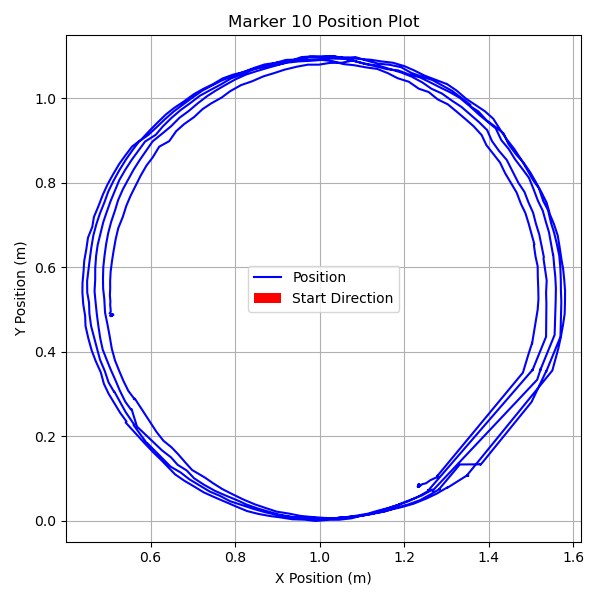 Marker 10 Position Plot
Y Position (m)
1.0
0.8
0.6
0.4
0.2
0.0
Position
Start Direction
0.6 0.8 1.0 1.2 1.4 1.6
X Position (m)